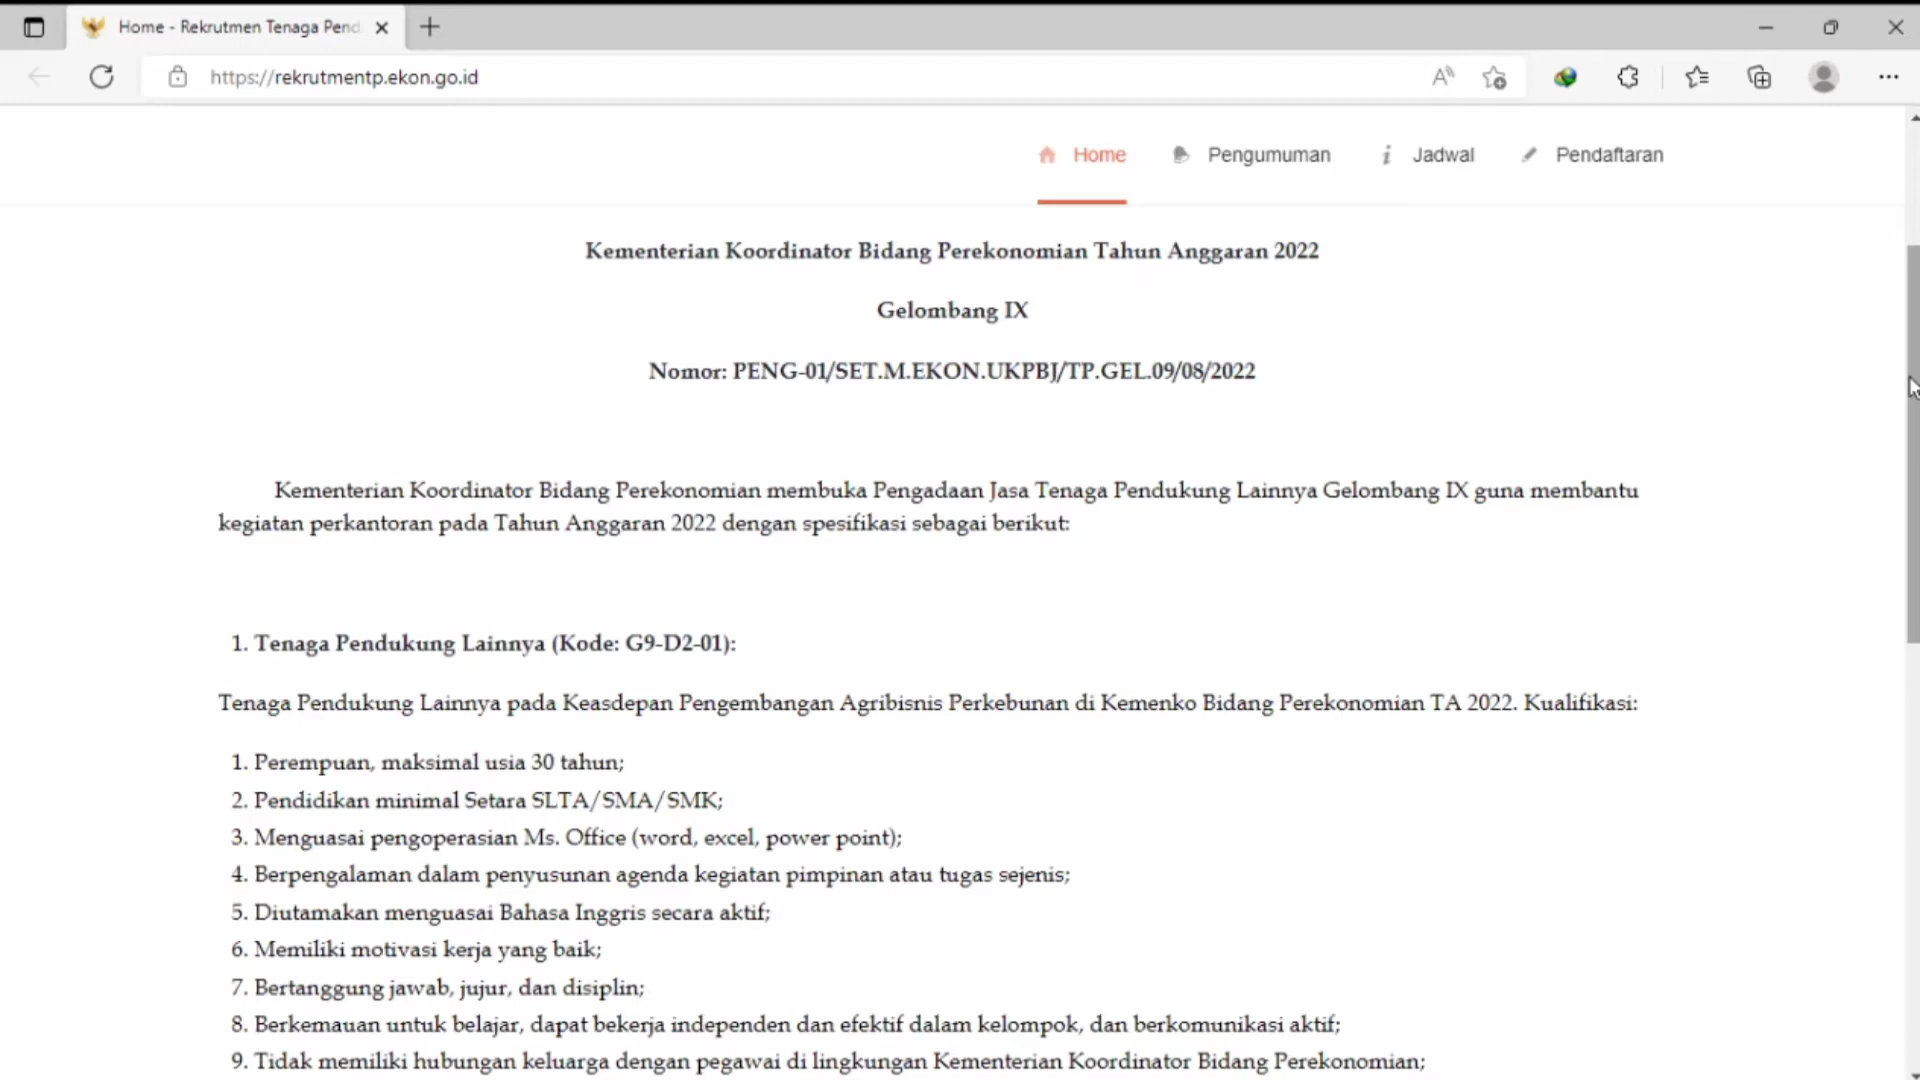 Home - Rekrutmen Tenaga Pend
https://rekrutmentp.ekon.go.id
Home
Pengumuman
Jadwal
Pendaftaran
Kementerian Koordinator Bidang Perekonomian Tahun Anggaran 2022
Gelombang IX
Nomor: PENG-01/SET.M.EKON.UKPBJ/TP.GEL.09/08/2022
Kementerian Koordinator Bidang Perekonomian membuka Pengadaan Jasa Tenaga Pendukung Lainnya Gelombang IX guna membantu
kegiatan perkantoran pada Tahun Anggaran 2022 dengan spesifikasi sebagai berikut:
1. Tenaga Pendukung Lainnya (Kode: G9-D2-01):
Tenaga Pendukung Lainnya pada Keasdepan Pengembangan Agribisnis Perkebunan di Kemenko Bidang Perekonomian TA 2022. Kualifikasi:
1. Perempuan, maksimal usia 30 tahun;
2. Pendidikan minimal Setara SLTA/SMA/SMK;
3. Menguasai pengoperasian Ms. Office (word, excel, power point);
4. Berpengalaman dalam penyusunan agenda kegiatan pimpinan atau tugas sejenis;
5. Diutamakan menguasai Bahasa Inggris secara aktif;
6. Memiliki motivasi kerja yang baik;
7. Bertanggung jawab, jujur, dan disiplin;
8. Berkemauan untuk belajar, dapat bekerja independen dan efektif dalam kelompok, dan berkomunikasi aktif;
9. Tidak memiliki hubungan keluarga dengan pegawai di lingkungan Kementerian Koordinator Bidang Perekonomian;